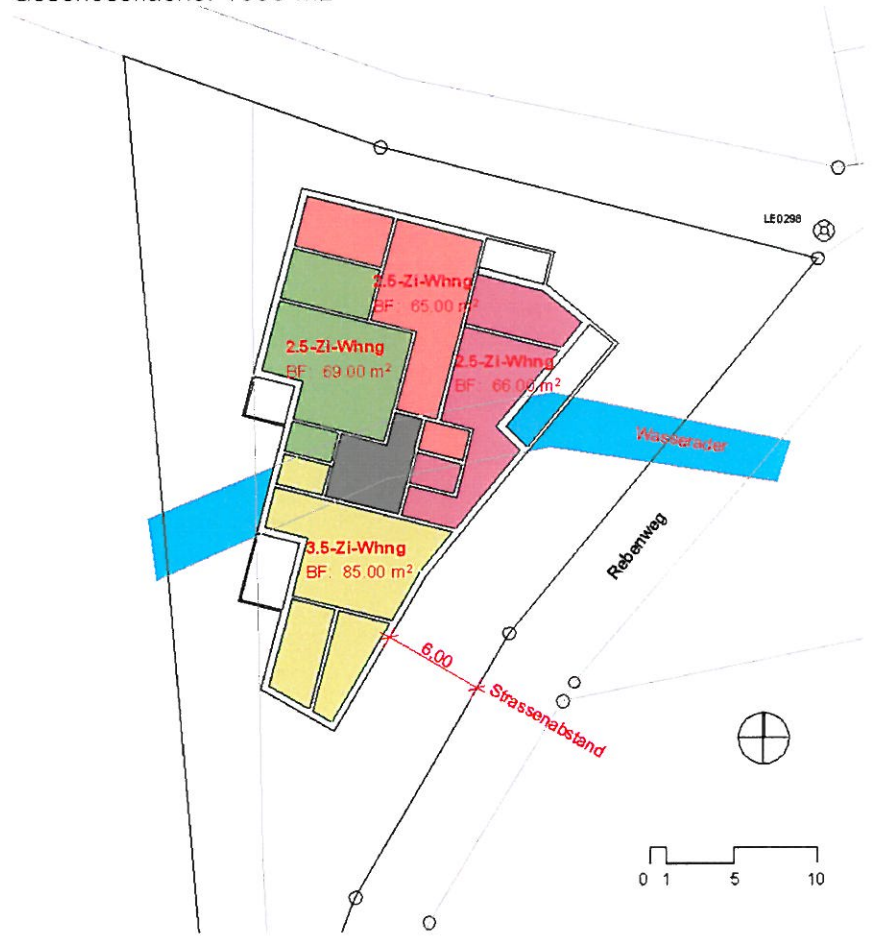 LE0298
2.5-Zi-Whng
BF: 65.00 m²
2.5-Zi-Whng
BF: 69.00 m²
2.5-Zi-Whng
BF: 66.00 m²
Wasserader
Rebenweg
3.5-Zi-Whng
BF: 85.00 m²
6.00
Strassenabstand
0 1 5 10